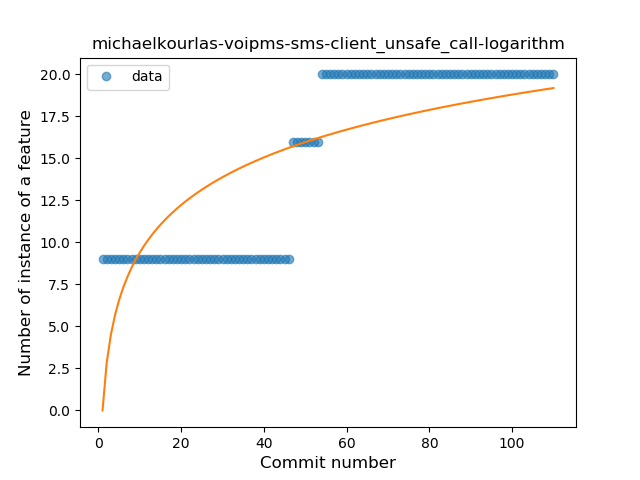 michaelkourlas-voipms-sms-client_unsafe_call-logarithm
data
Number of instance of a feature
20.0
17.5
15.0
12.5
10.0
7.5
5.0
2.5
0.0
0 20 40 60 80 100
Commit number